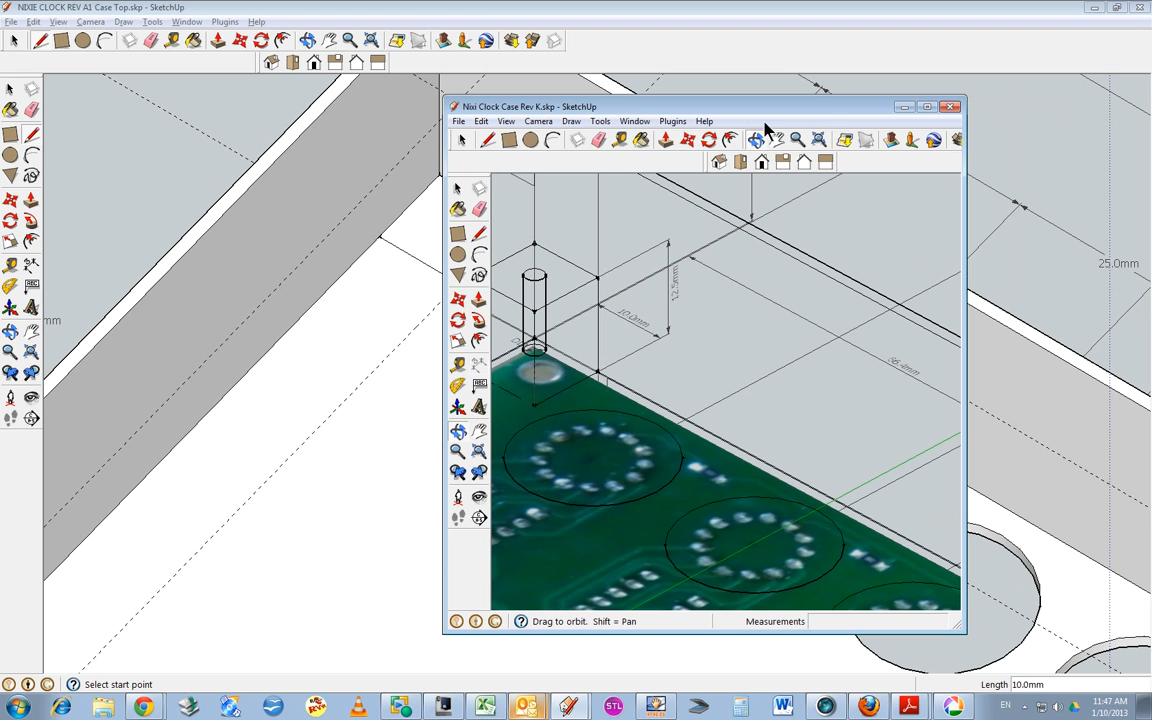 NIXIE CLOCK REV A1 Case Top.skp - SketchUp
File Edit View Camera Draw Tools Window Plugins Help
Nixi Clock Case Rev K.skp - SketchUp
File Edit View Camera Draw Tools Window Plugins Help
12.5mm
10.0mm
25.0mm
mm
ABC
ABC
Drag to orbit. Shift = Pan
Measurements
Select start point
Length 10.0mm
STL
W
EN
11:47 AM
1/10/2013